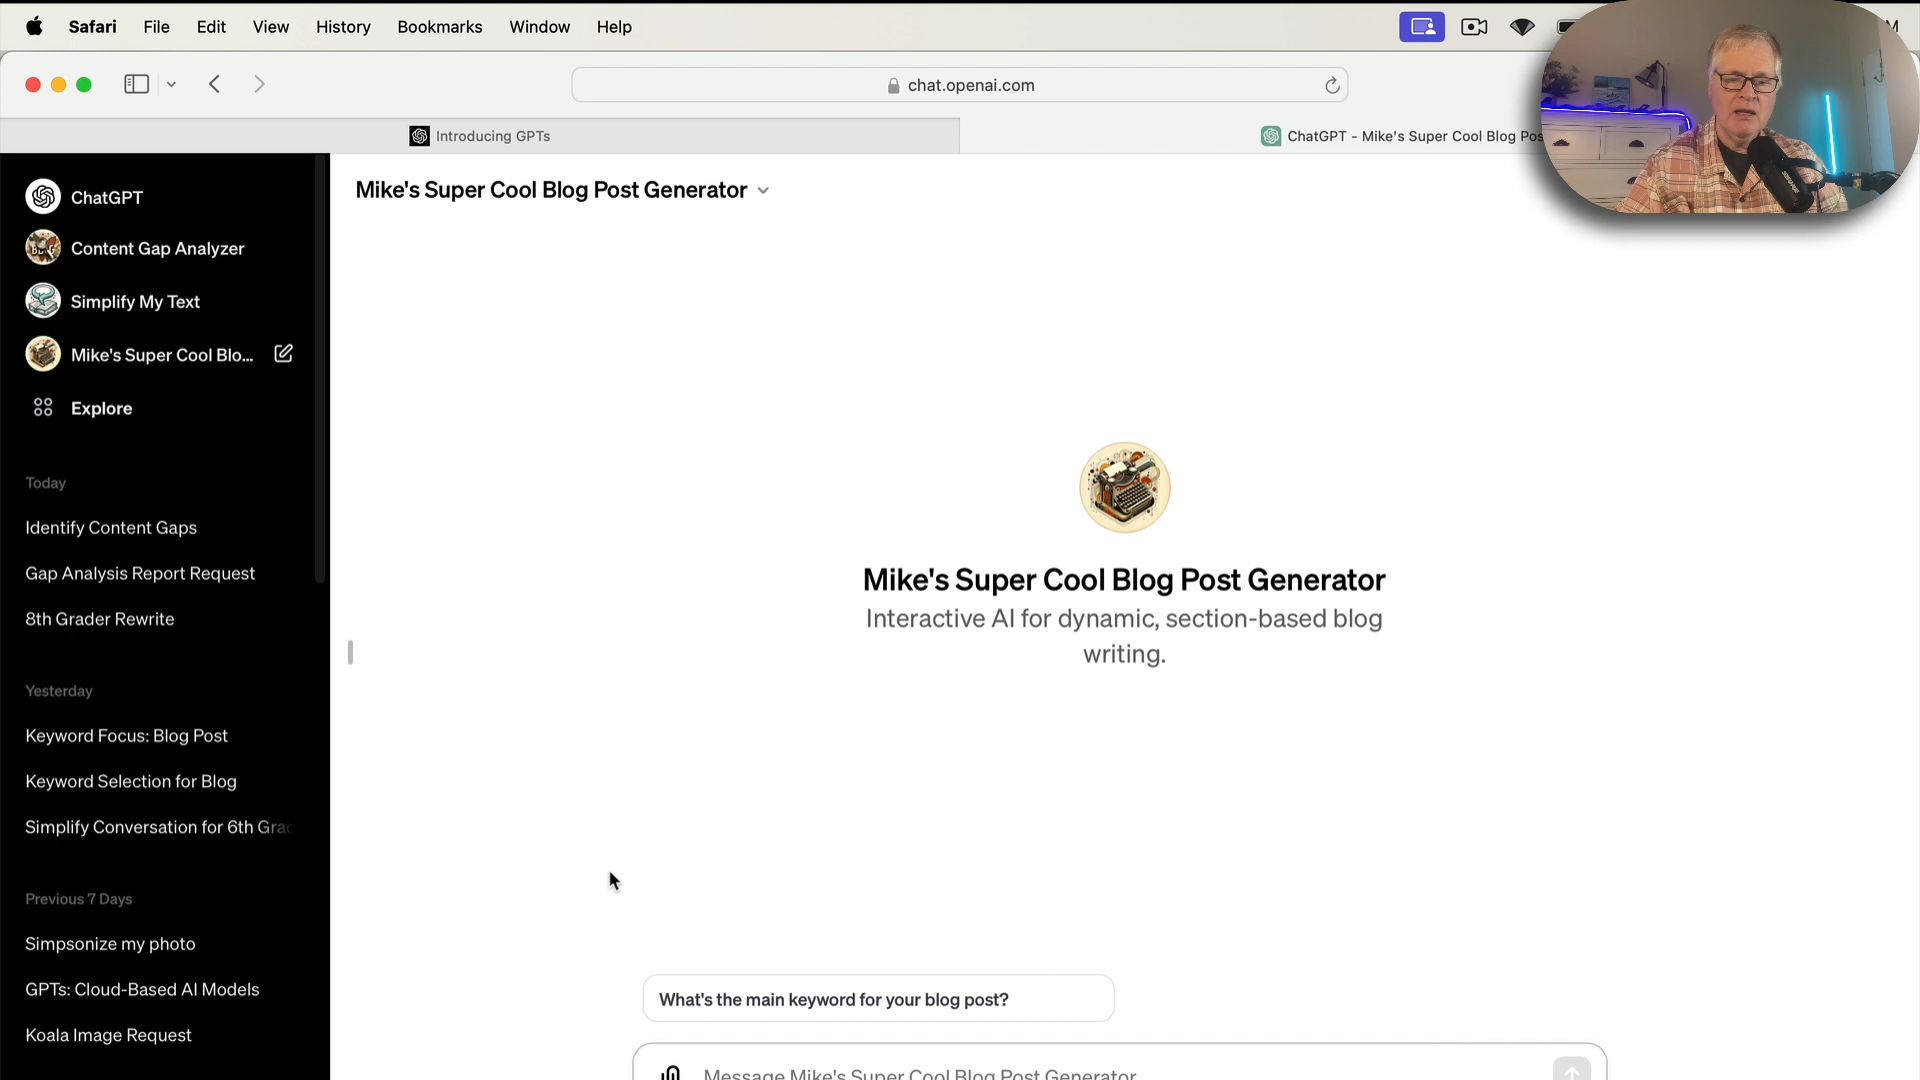 Safari File Edit View History Bookmarks Window Help
chat.openai.com
Introducing GPTs
ChatGPT - Mike's Super Cool Blog Pos
Mike's Super Cool Blog Post Generator
ChatGPT
Content Gap Analyzer
Simplify My Text
Mike's Super Cool Blo...
Explore
Today
Identify Content Gaps
Gap Analysis Report Request
8th Grader Rewrite
Yesterday
Keyword Focus: Blog Post
Keyword Selection for Blog
Simplify Conversation for 6th Grac
Previous 7 Days
Simpsonize my photo
GPTs: Cloud-Based AI Models
Koala Image Request
Mike's Super Cool Blog Post Generator
Interactive AI for dynamic, section-based blog
writing.
What's the main keyword for your blog post?
Message Mike's Super Cool Blog Post Generator